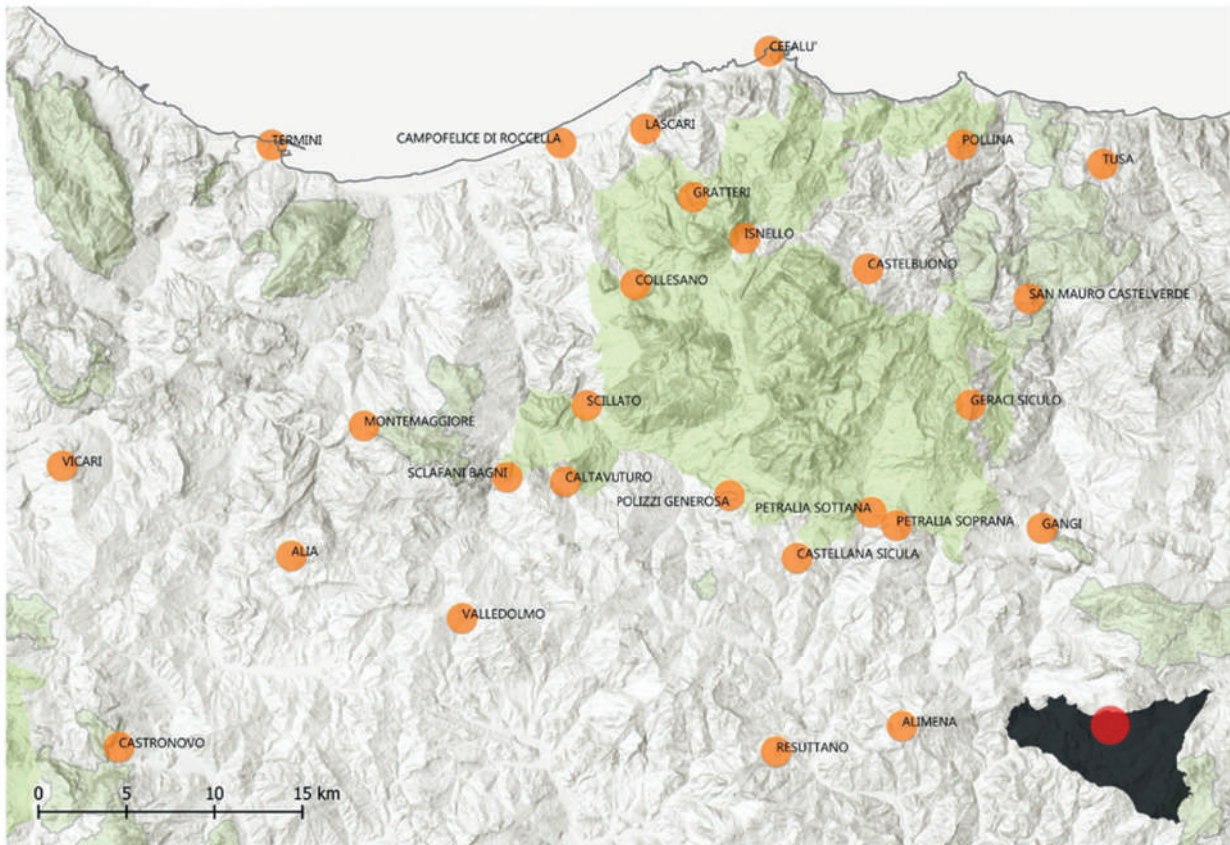 CEFALU'
LASCARI
CAMPOFELICE DI ROCCELLA
TERMINI
POLLINA
TUSA
GRATTERI
ISNELLO
CASTELBUONO
COLLESANO
SAN MAURO CASTELVERDE
SCILLATO
GERACI SICULO
MONTEMAGGIORE
VICARI
SCLAFANI BAGNI
CALTAVUTURO
POLIZZI GENEROSA
PETRALIA SOTTANA
PETRALIA SOPRANA
GANGI
ALIA
CASTELLANA SICULA
VALLEDOLMO
ALIMENA
CASTRONOVO
RESUTTANO
0 5 10 15 km